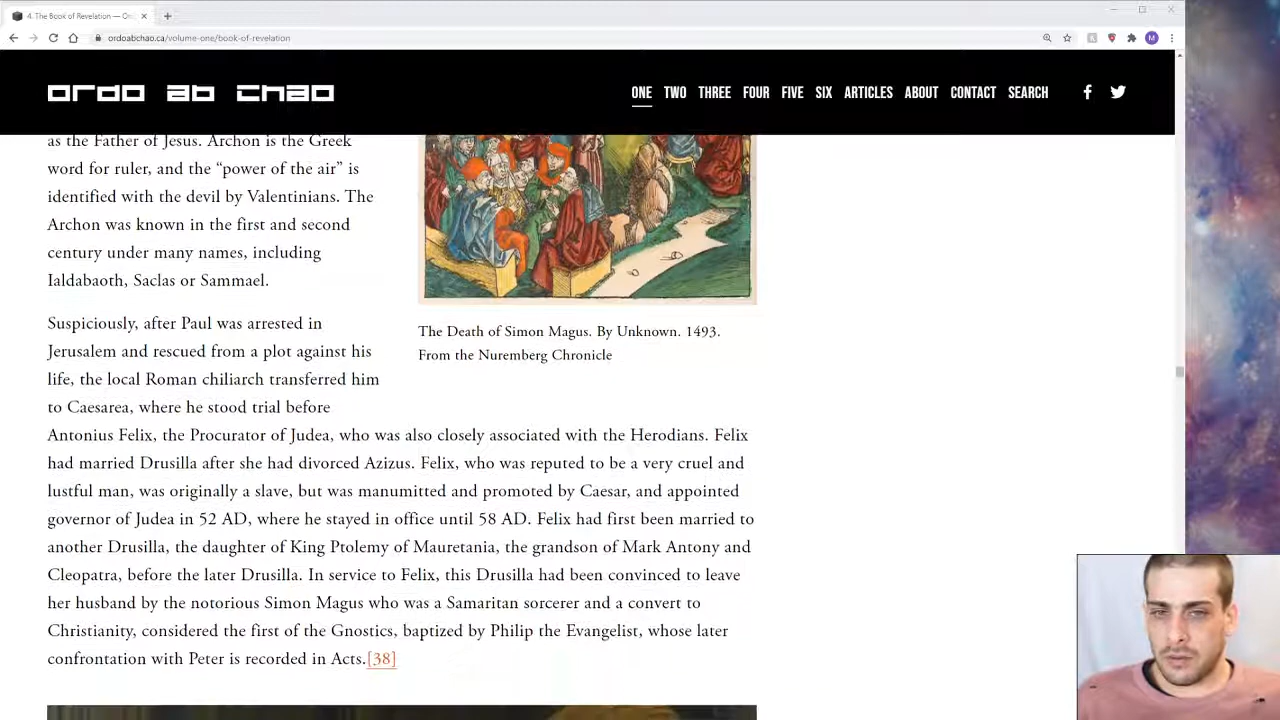 4. The Book of Revelation — Or
ordoabchao.ca/volume-one/book-of-revelation
M
ordo ab chao
ONE TWO THREE FOUR FIVE SIX ARTICLES ABOUT CONTACT SEARCH
as the Father of Jesus. Archon is the Greek
word for ruler, and the “power of the air” is
identified with the devil by Valentinians. The
Archon was known in the first and second
century under many names, including
Ialdabaoth, Saclas or Sammael.
The Death of Simon Magus. By Unknown. 1493.
From the Nuremberg Chronicle
Suspiciously, after Paul was arrested in
Jerusalem and rescued from a plot against his
life, the local Roman chiliarch transferred him
to Caesarea, where he stood trial before
Antonius Felix, the Procurator of Judea, who was also closely associated with the Herodians. Felix
had married Drusilla after she had divorced Azizus. Felix, who was reputed to be a very cruel and
lustful man, was originally a slave, but was manumitted and promoted by Caesar, and appointed
governor of Judea in 52 AD, where he stayed in office until 58 AD. Felix had first been married to
another Drusilla, the daughter of King Ptolemy of Mauretania, the grandson of Mark Antony and
Cleopatra, before the later Drusilla. In service to Felix, this Drusilla had been convinced to leave
her husband by the notorious Simon Magus who was a Samaritan sorcerer and a convert to
Christianity, considered the first of the Gnostics, baptized by Philip the Evangelist, whose later
confrontation with Peter is recorded in Acts.[38]